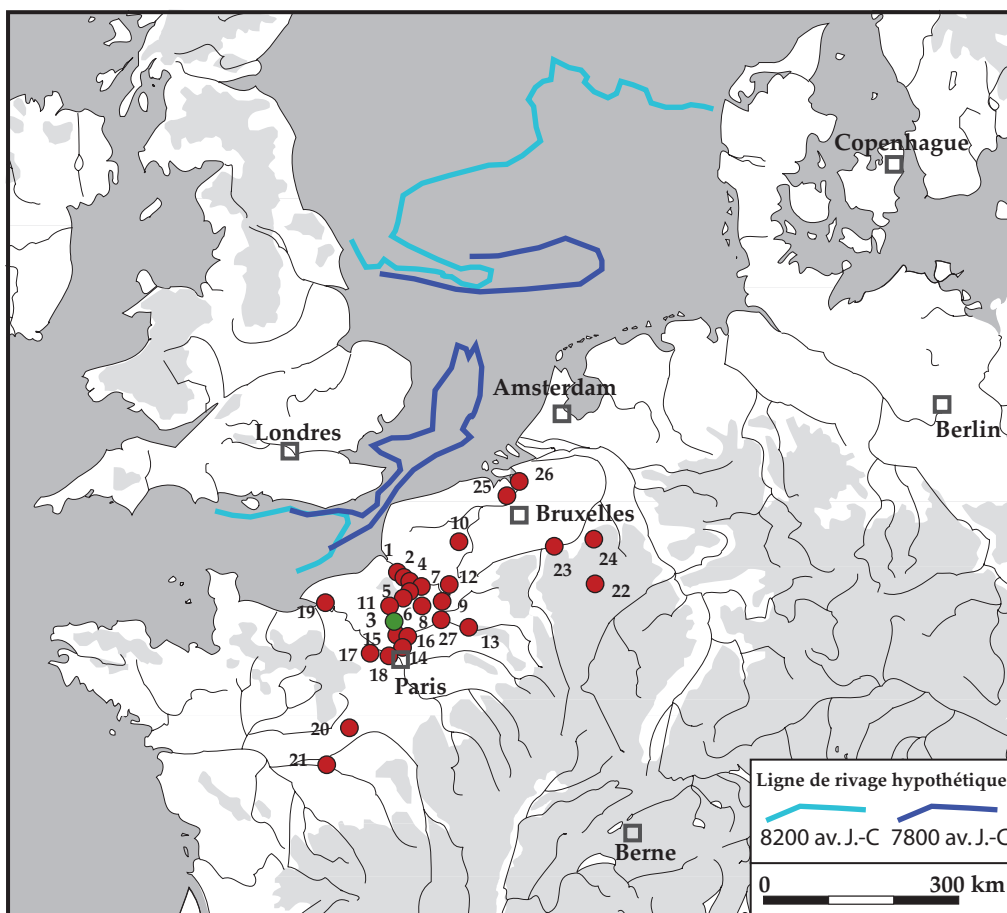 Copenhague
Amsterdam
Londres
Berlin
26
25
Bruxelles
10
1
2
4
24
7
12
23
5
22
19
11
6
9
3
8
15
16
27
13
17
18
14
Paris
20
21
Ligne de rivage hypothétique
8200 av. J.-C 7800 av. J.-C
Berne
0 300 km